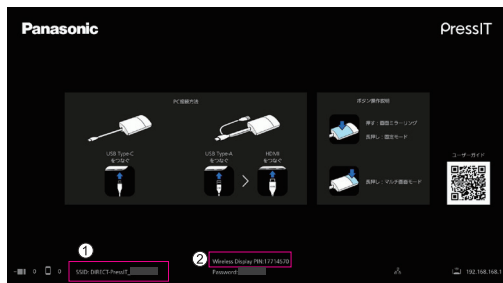 Panasonic
PressIT
PC接続方法
USB Type-C
をつなぐ
USB Type-A
をつなぐ
HDMI
をつなぐ
ボタン操作説明
押す：画面ミラーリング
長押し：固定モード
長押し：マルチ画面モード
ユーザーガイド
1
2
0
0
SSID: DIRECT-PressIT_
Wireless Display PIN:17714570
Password:
192.168.168.1